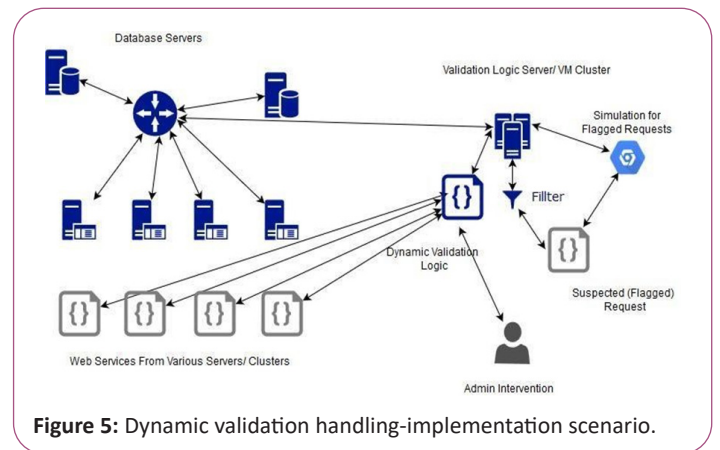 Database Servers
Validation Logic Server/ VM Cluster
Simulation for
Flagged Requests
{}
Fillter
{}
Dynamic Validation
Logic
Suspected (Flagged)
Request
{}
{}
{}
{}
Web Services From Various Servers/ Clusters
Admin Intervention
Figure 5: Dynamic validation handling-implementation scenario.